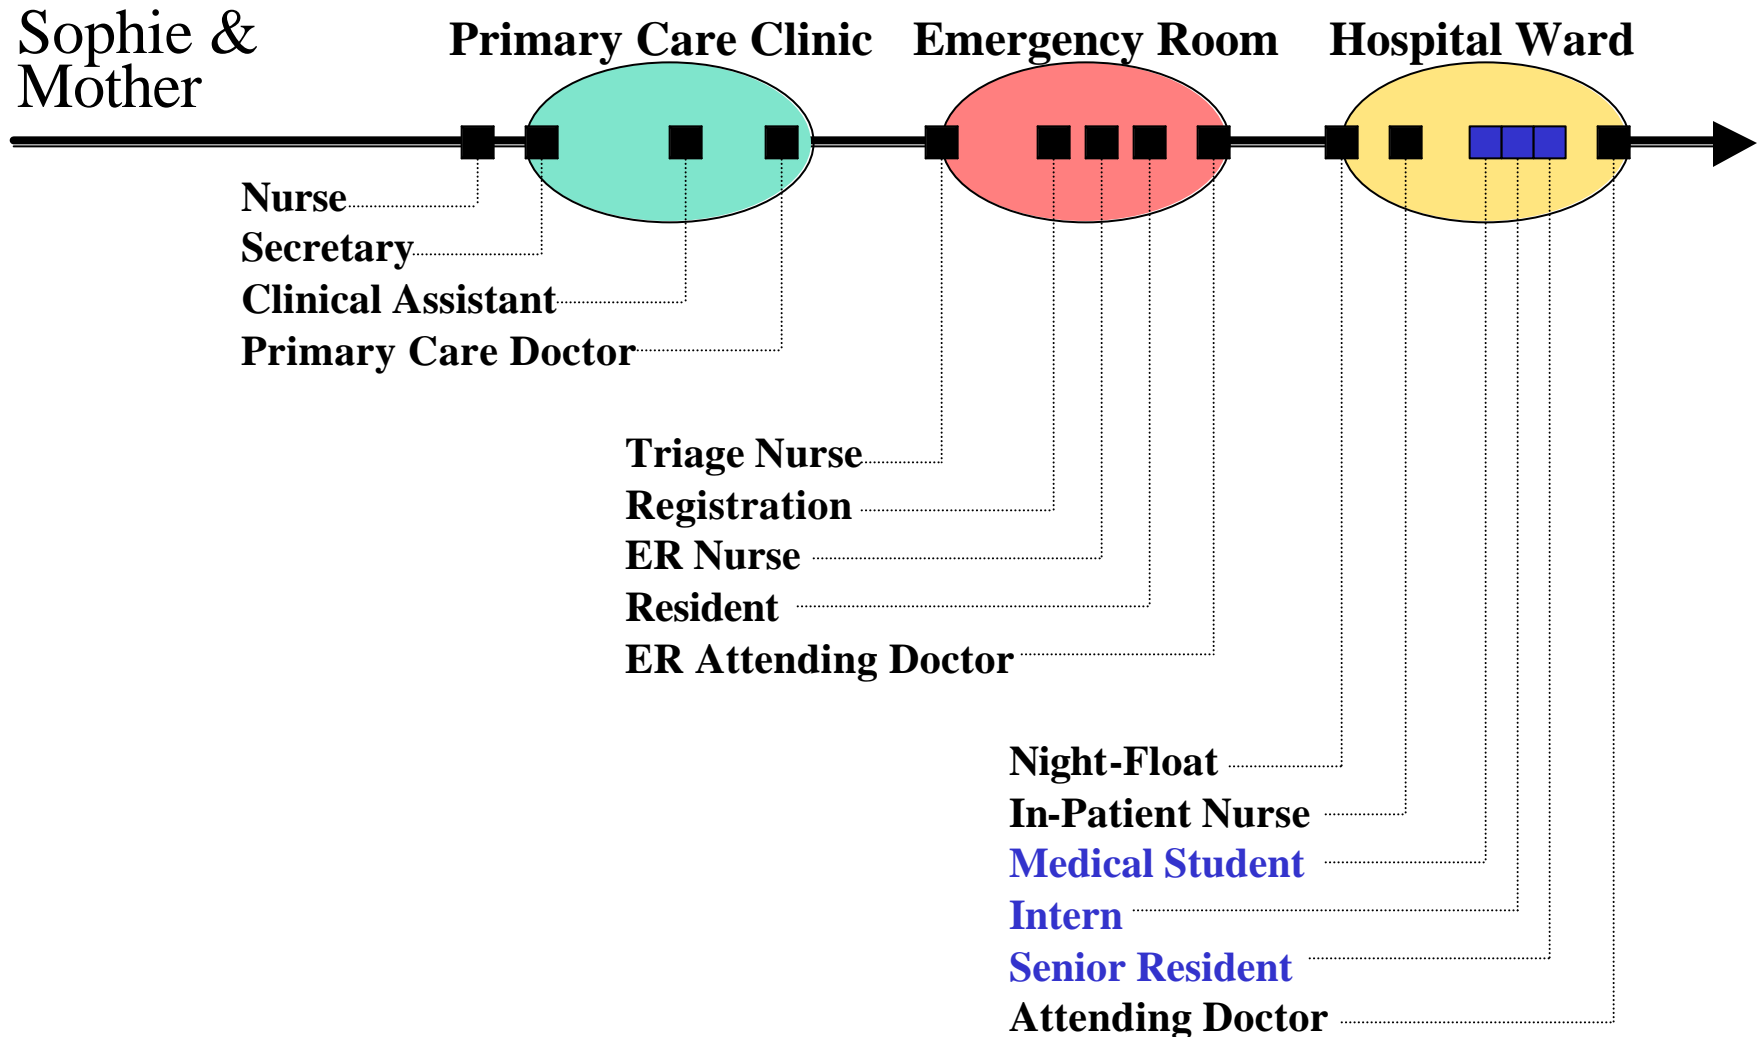 Sophie &
Mother
Primary Care Clinic
Emergency Room
Hospital Ward
Nurse
Secretary
Clinical Assistant
Primary Care Doctor
Triage Nurse
Registration
ER Nurse
Resident
ER Attending Doctor
Night-Float
In-Patient Nurse
Medical Student
Intern
Senior Resident
Attending Doctor